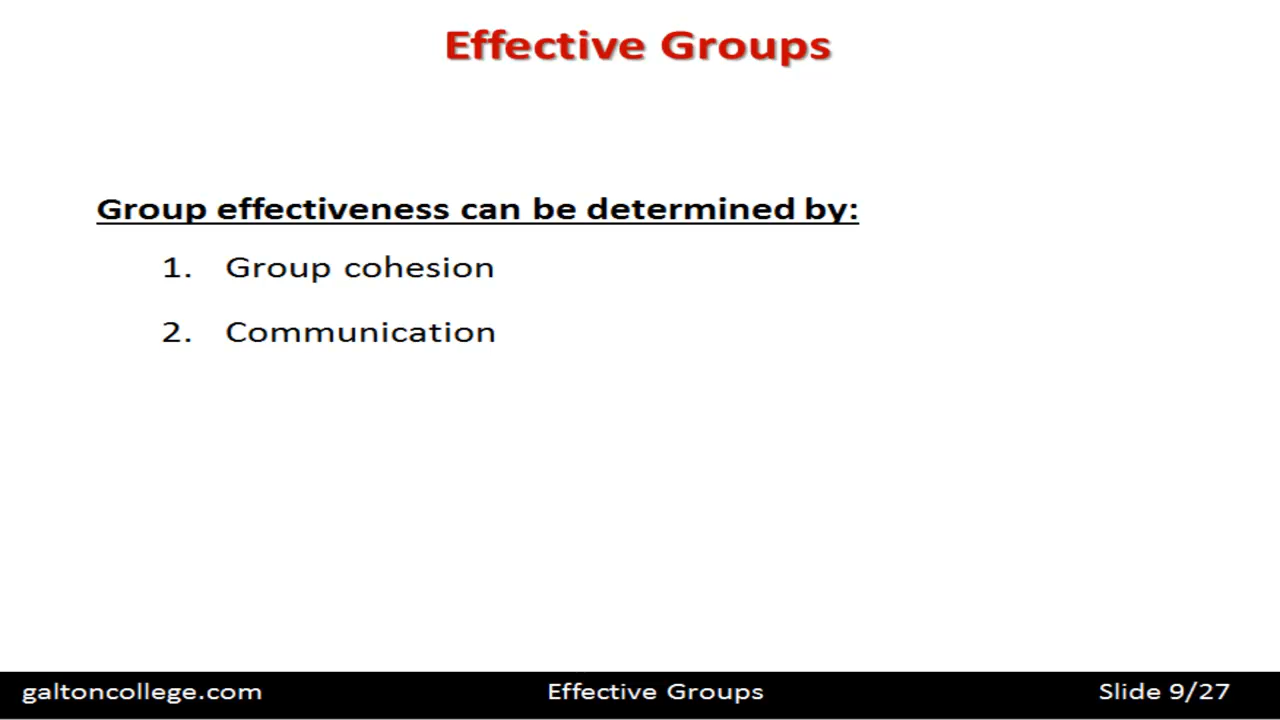 Effective Groups
Group effectiveness can be determined by:
1. Group cohesion
2. Communication
galtoncollege.com Effective Groups Slide 9/27